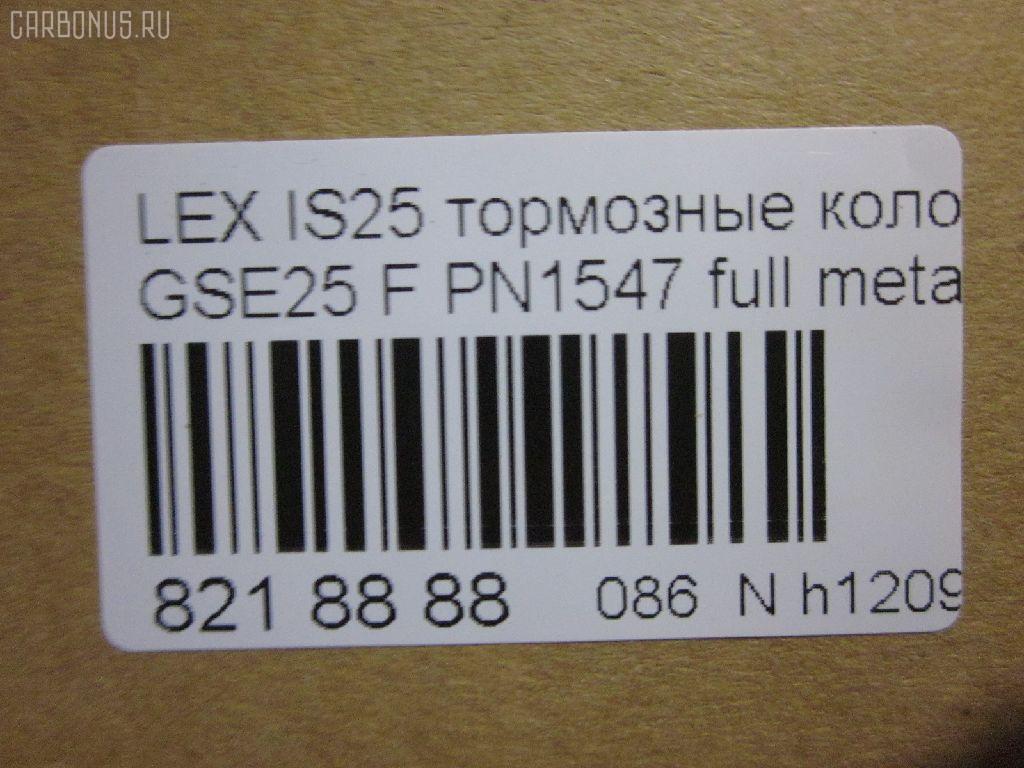 CARBONUS.RU
LEX IS25 тормозные коло
GSE25 F PN1547 full meta
821 88 88 086 N h1209